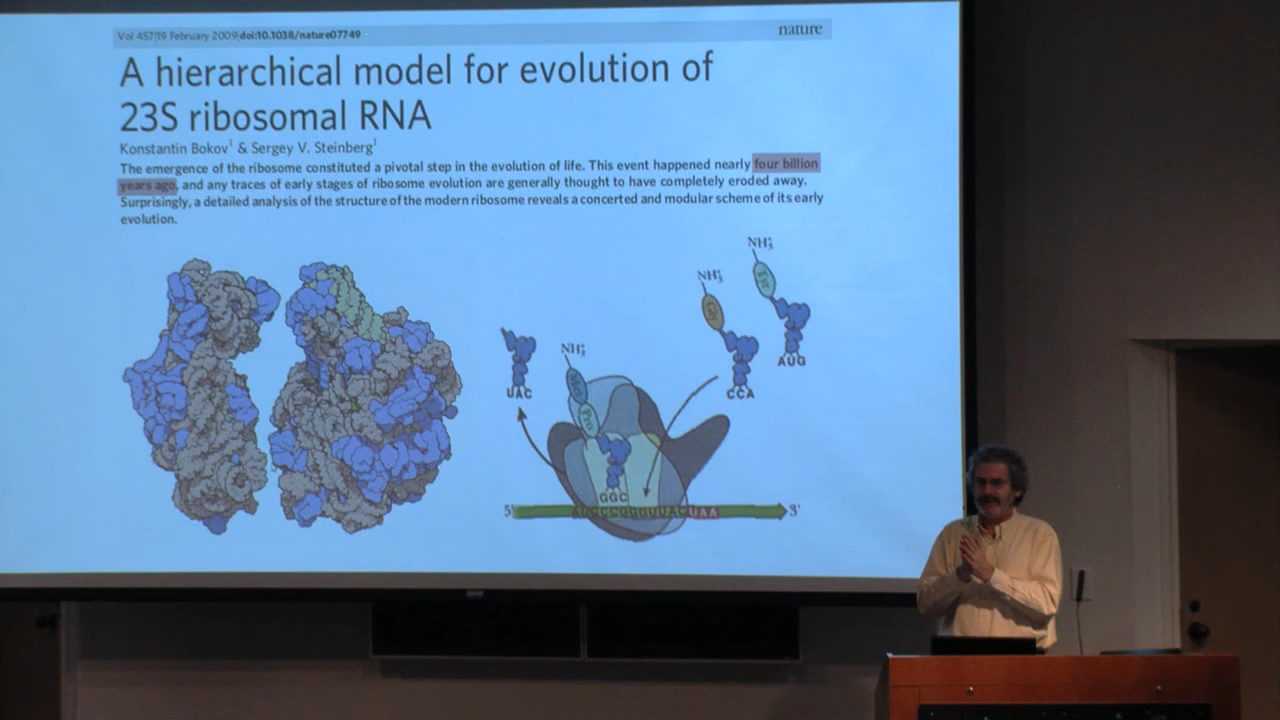 Vol 457|19 February 2009|doi:10.1038/nature07749
nature
A hierarchical model for evolution of
23S ribosomal RNA
Konstantin Bokov¹ & Sergey V. Steinberg¹
The emergence of the ribosome constituted a pivotal step in the evolution of life. This event happened nearly four billion
years ago, and any traces of early stages of ribosome evolution are generally thought to have completely eroded away.
Surprisingly, a detailed analysis of the structure of the modern ribosome reveals a concerted and modular scheme of its early
evolution.
NH₃⁺
NH₃⁺
NH₃⁺
UAC
CCA
AUG
GGC
5'
UAA
3'